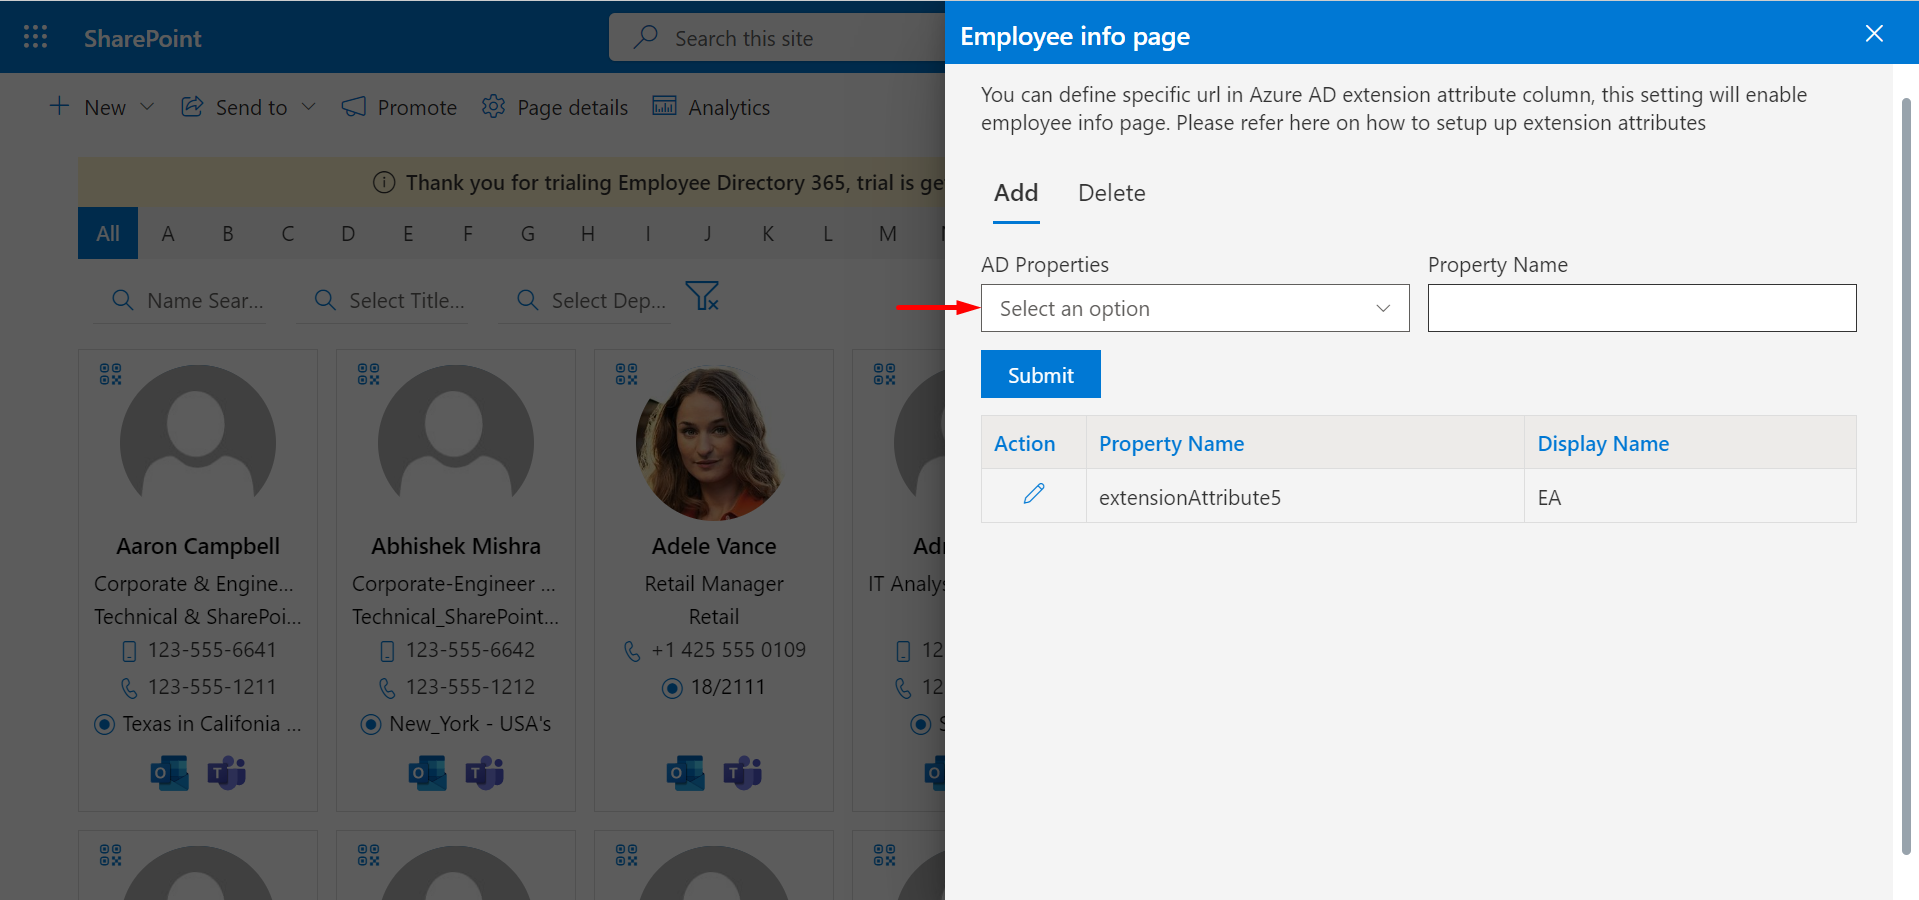 SharePoint
Search this site
New
Send to
Promote
Page details
Analytics
Thank you for trialing Employee Directory 365, trial is ge
All A B C D E F G H I J K L M
Name Sear...
Select Title...
Select Dep...
Aaron Campbell
Corporate & Engine...
Technical & SharePoi...
123-555-6641
123-555-1211
Texas in Califonia ...
Abhishek Mishra
Corporate-Engineer ...
Technical_SharePoint...
123-555-6642
123-555-1212
New_York - USA's
Adele Vance
Retail Manager
Retail
+1 425 555 0109
18/2111
IT Analys
12
12
S
Employee info page
You can define specific url in Azure AD extension attribute column, this setting will enable
employee info page. Please refer here on how to setup up extension attributes
Add Delete
AD Properties
Select an option
Property Name
Submit
Action Property Name Display Name
extensionAttribute5 EA